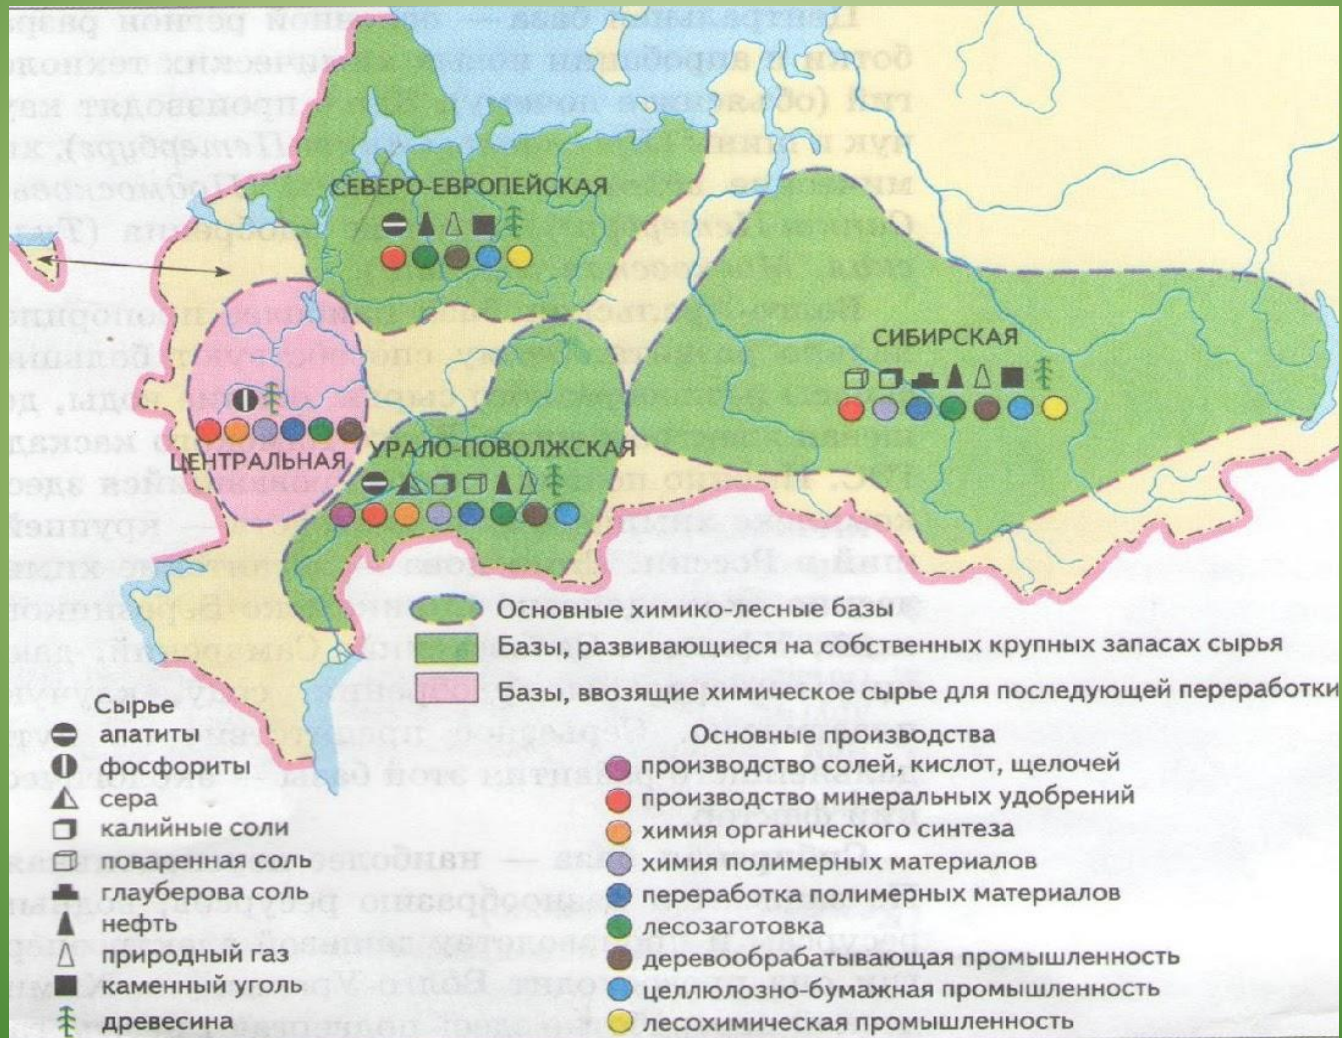 СЕВЕРО-ЕВРОПЕЙСКАЯ
СИБИРСКАЯ
ЦЕНТРАЛЬНАЯ
УРАЛО-ПОВОЛЖСКАЯ
Основные химико-лесные базы
Базы, развивающиеся на собственных крупных запасах сырья
Базы, ввозящие химическое сырье для последующей переработки
Сырье
апатиты
фосфориты
сера
калийные соли
поваренная соль
глауберова соль
нефть
природный газ
каменный уголь
древесина
Основные производства
производство солей, кислот, щелочей
производство минеральных удобрений
химия органического синтеза
химия полимерных материалов
переработка полимерных материалов
лесозаготовка
деревообрабатывающая промышленность
целлюлозно-бумажная промышленность
лесохимическая промышленность